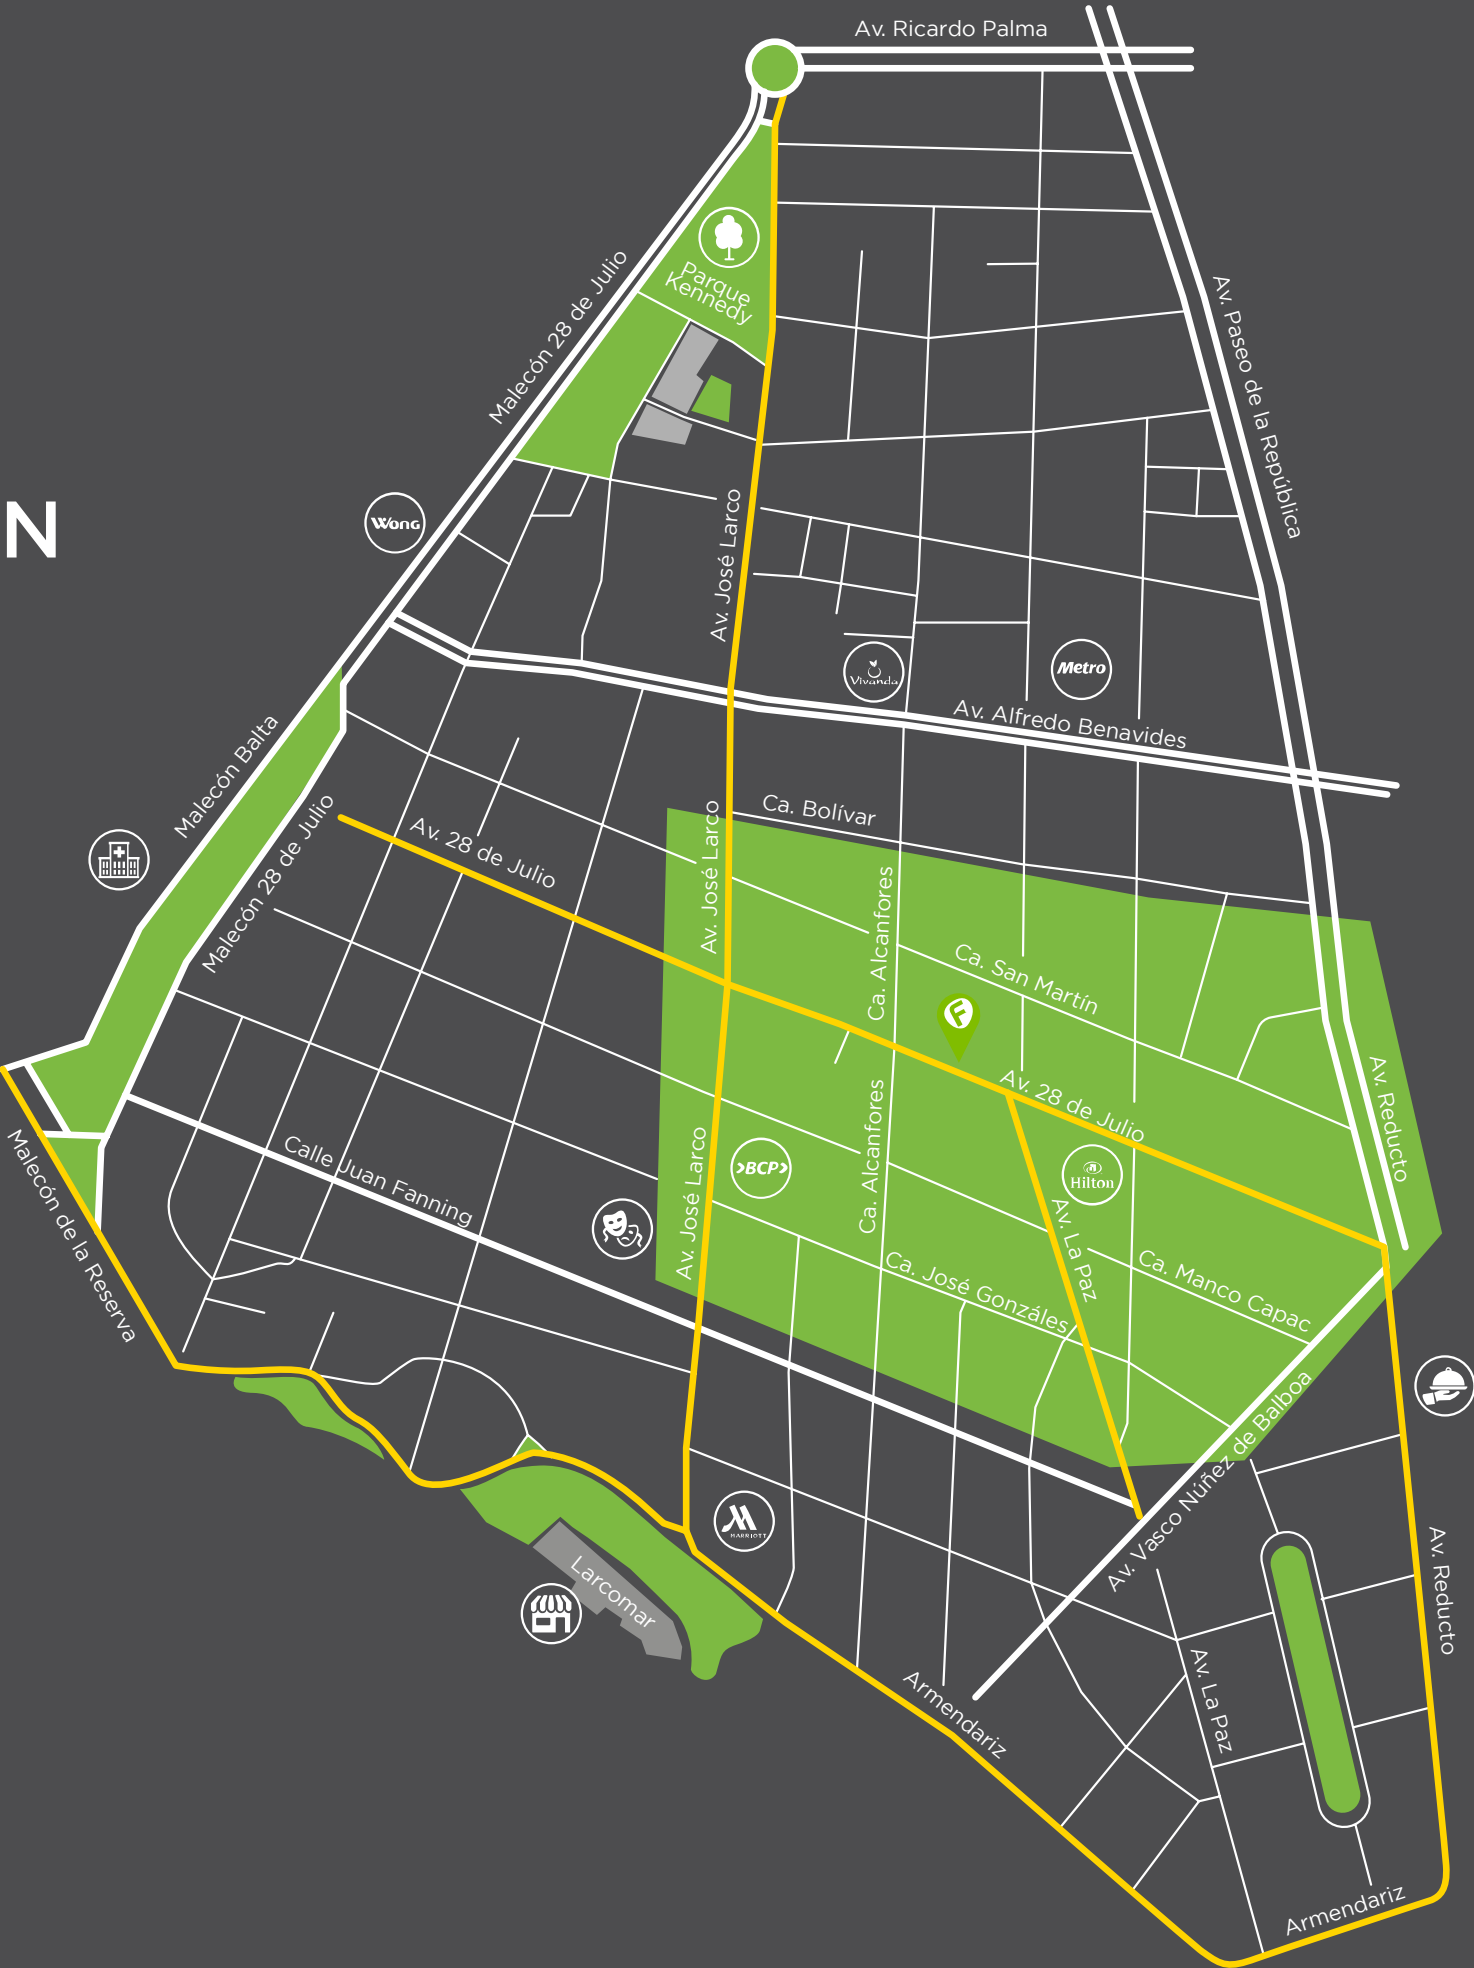 Av. Ricardo Palma
Parque
Kennedy
Malecón 28 de Julio
Av. Paseo de la República
N
Wong
Av. José Larco
Vivanda
Metro
Av. Alfredo Benavides
Malecón Balta
Malecón 28 de Julio
Av. 28 de Julio
Av. José Larco
Ca. Bolívar
Ca. Alcanfores
Ca. San Martín
F
Av. 28 de Julio
Av. Reducto
Malecón de la Reserva
Calle Juan Fanning
Av. José Larco
BCP
Ca. Alcanfores
Hilton
Av. La Paz
Ca. José Gonzáles
Ca. Manco Capac
Av. Vasco Núñez de Balboa
MARRIOTT
Larcomar
Av. Reducto
Av. La Paz
Armendariz
Armendariz